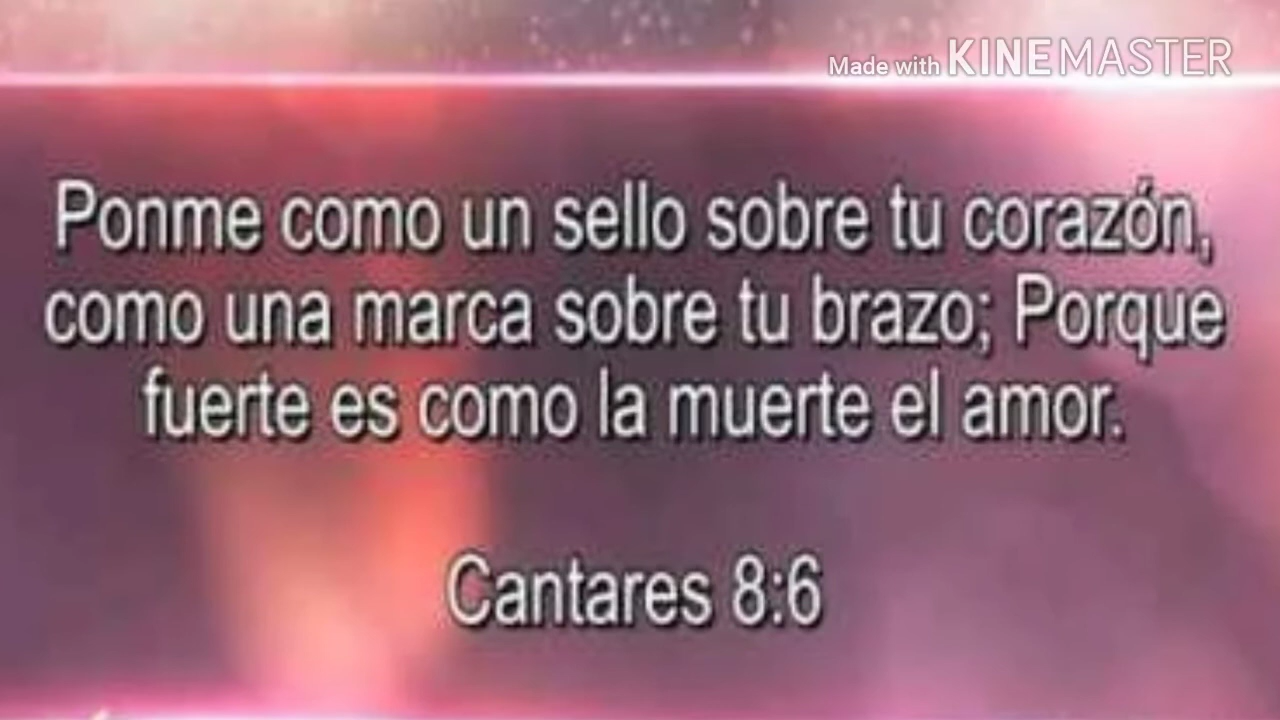 Made with KINEMASTER
Ponme como un sello sobre tu corazón,
como una marca sobre tu brazo; Porque
fuerte es como la muerte el amor.
Cantares 8:6